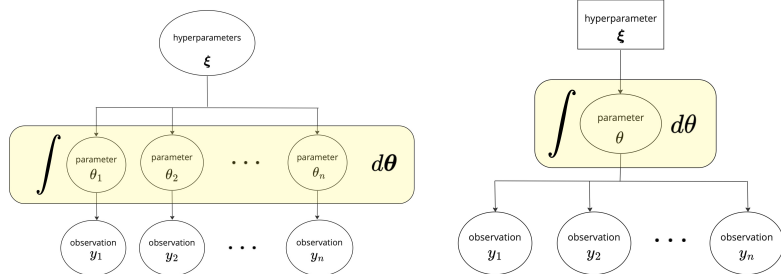 hyperparameters
ξ
∫ parameter θ₁ parameter θ₂ ... parameter θₙ dθ
observation y₁ observation y₂ ... observation yₙ
hyperparameter
ξ
∫ parameter θ dθ
observation y₁ observation y₂ ... observation yₙ